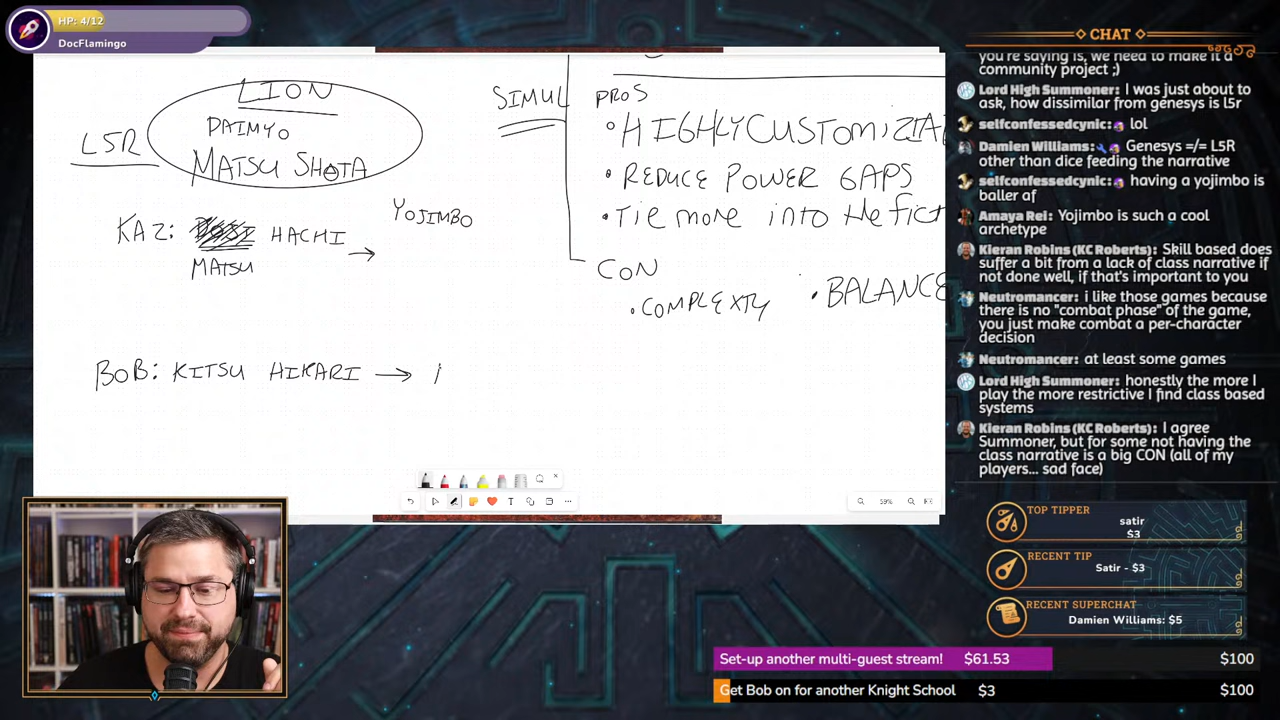 HP: 4/12
DocFlamingo
LION
DAIMYO
MATSU SHOTA
L5R
KAZ:
HACHI
MATSU
YOJIMBO
BOB: KITSU HIKARI
SIMUL
PROS
• HIGHLY CUSTOMIZTA
• REDUCE POWER GAPS
• TIE MORE INTO THE FICT
CON
• COMPLEXTY
• BALANCE
59%
CHAT
you're saying is, we need to make it a
community project ;)
Lord High Summoner: I was just about to
ask, how dissimilar from genesys is l5r
selfconfessedcynic: lol
Damien Williams: Genesys =/= L5R
other than dice feeding the narrative
selfconfessedcynic: having a yojimbo is
baller af
Amaya Rei: Yojimbo is such a cool
archetype
Kieran Robins (KC Roberts): Skill based does
suffer a bit from a lack of class narrative if
not done well, if that's important to you
Neutromancer: i like those games because
there is no "combat phase" of the game,
you just make combat a per-character
decision
Neutromancer: at least some games
Lord High Summoner: honestly the more I
play the more restrictive I find class based
systems
Kieran Robins (KC Roberts): I agree
Summoner, but for some not having the
class narrative is a big CON (all of my
players... sad face)
TOP TIPPER
satir
$3
RECENT TIP
Satir - $3
RECENT SUPERCHAT
Damien Williams: $5
Set-up another multi-guest stream! $61.53 $100
Get Bob on for another Knight School $3 $100